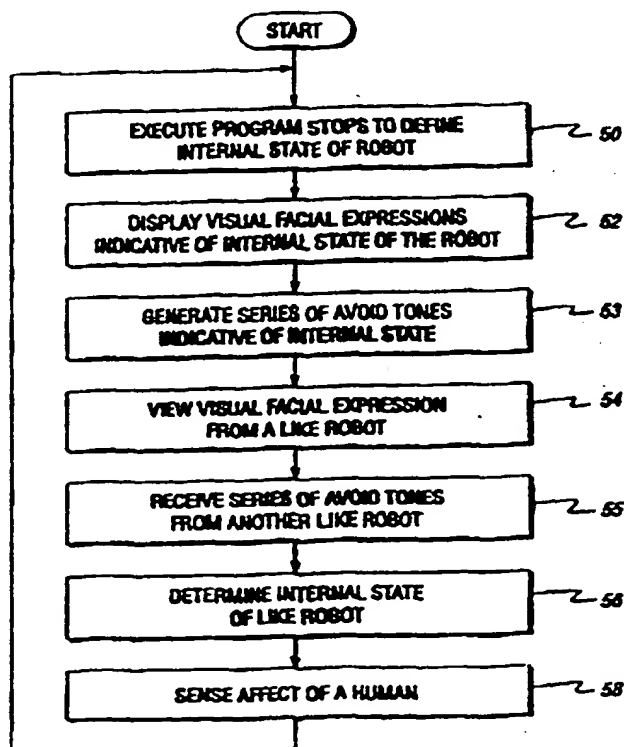 START
EXECUTE PROGRAM STOPS TO DEFINE
INTERNAL STATE OF ROBOT
50
DISPLAY VISUAL FACIAL EXPRESSIONS
INDICATIVE OF INTERNAL STATE OF THE ROBOT
52
GENERATE SERIES OF AVOID TONES
INDICATIVE OF INTERNAL STATE
53
VIEW VISUAL FACIAL EXPRESSION
FROM A LIKE ROBOT
54
RECEIVE SERIES OF AVOID TONES
FROM ANOTHER LIKE ROBOT
55
DETERMINE INTERNAL STATE
OF LIKE ROBOT
56
SENSE AFFECT OF A HUMAN
58